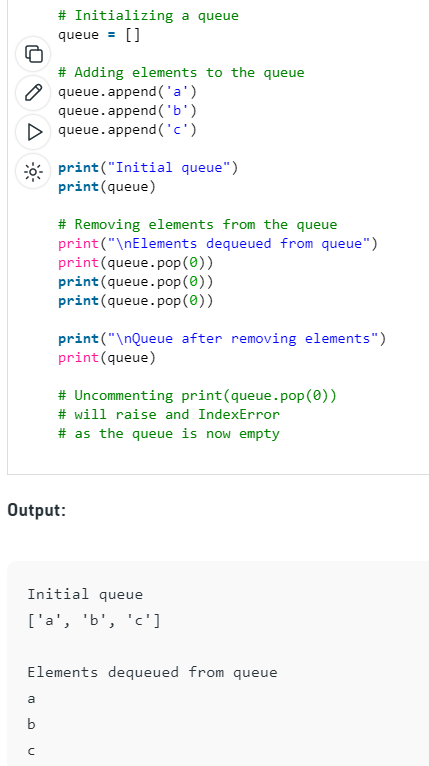 # Initializing a queue
queue = []
# Adding elements to the queue
queue.append('a')
queue.append('b')
queue.append('c')
print("Initial queue")
print(queue)
# Removing elements from the queue
print("\nElements dequeued from queue")
print(queue.pop(0))
print(queue.pop(0))
print(queue.pop(0))
print("\nQueue after removing elements")
print(queue)
# Uncommenting print(queue.pop(0))
# will raise and IndexError
# as the queue is now empty
Output:
Initial queue
['a', 'b', 'c']
Elements dequeued from queue
a
b
c